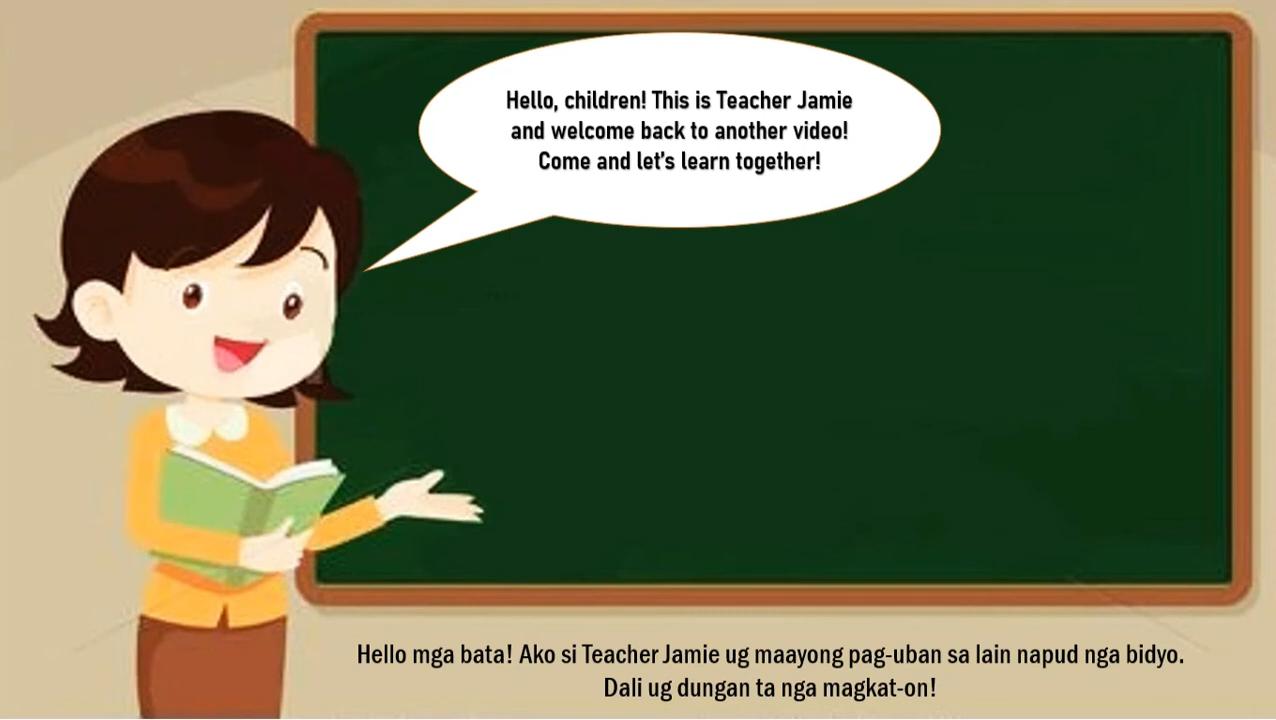 Hello, children! This is Teacher Jamie
and welcome back to another video!
Come and let's learn together!
Hello mga bata! Ako si Teacher Jamie ug maayong pag-uban sa lain napud nga bidyo.
Dali ug dungan ta nga magkat-on!